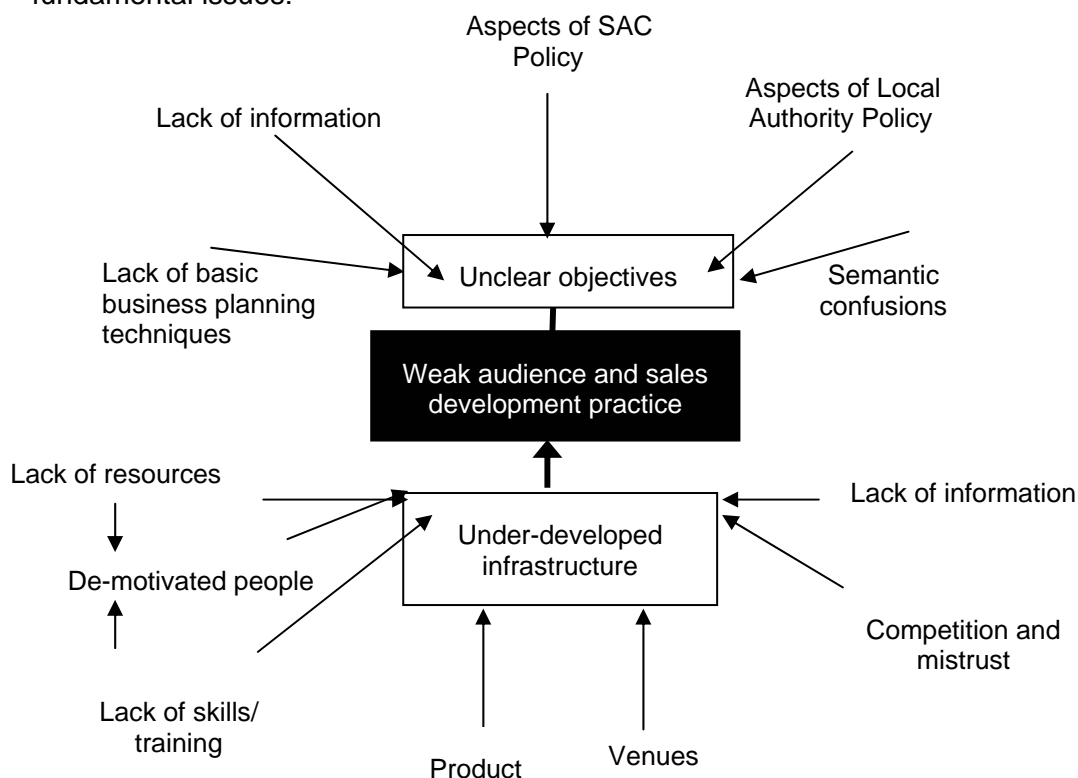 fundamental issues:
Aspects of SAC
Policy
Aspects of Local
Authority Policy
Lack of information
Unclear objectives
Lack of basic
business planning
techniques
Semantic
confusions
Weak audience and sales
development practice
Lack of resources
Lack of information
Under-developed
infrastructure
De-motivated people
Competition and
mistrust
Lack of skills/
training
Product
Venues